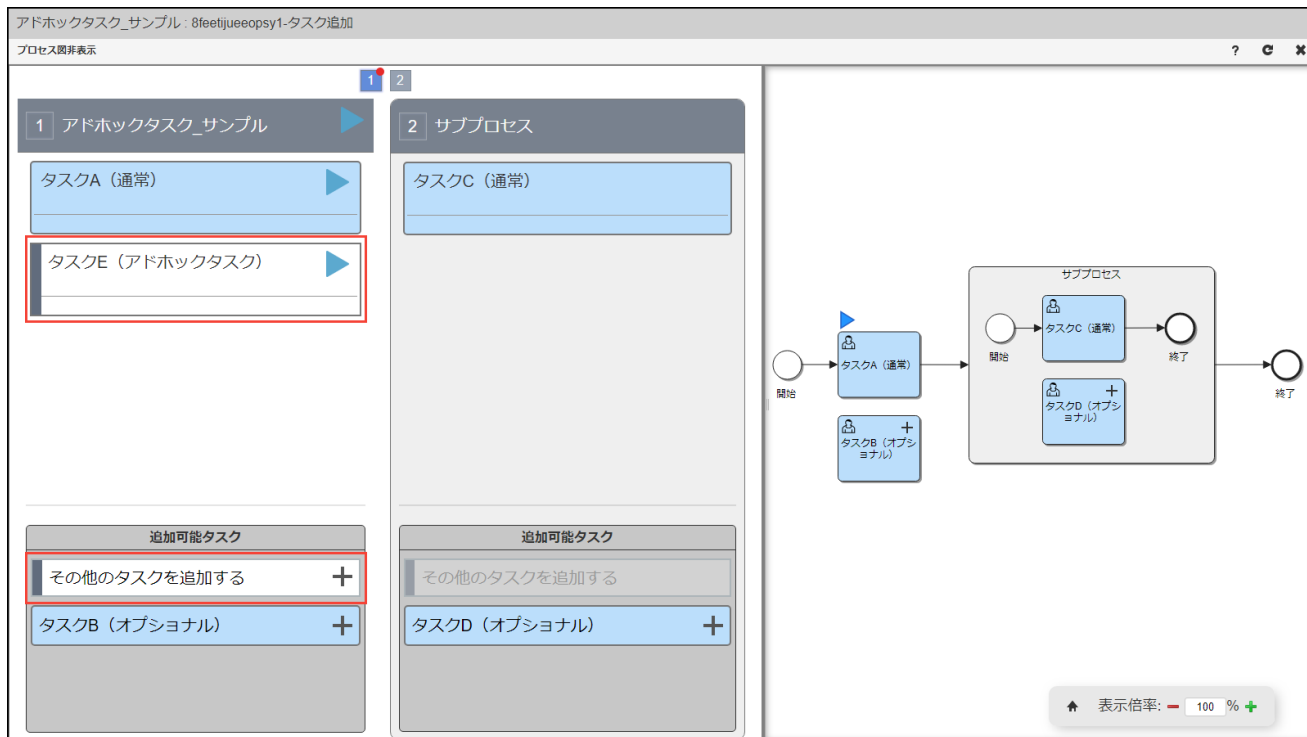 アドホックタスク_サンプル : 8feetijueeopsy1-タスク追加
プロセス図非表示
?
1
2
1 アドホックタスク_サンプル
タスクA（通常）
タスクE（アドホックタスク）
追加可能タスク
その他のタスクを追加する
タスクB（オプショナル）
2 サブプロセス
タスクC（通常）
追加可能タスク
その他のタスクを追加する
タスクD（オプショナル）
開始
タスクA（通常）
タスクB（オプシ
ョナル）
サブプロセス
開始
タスクC（通常）
終了
タスクD（オプシ
ョナル）
終了
表示倍率: 100 %